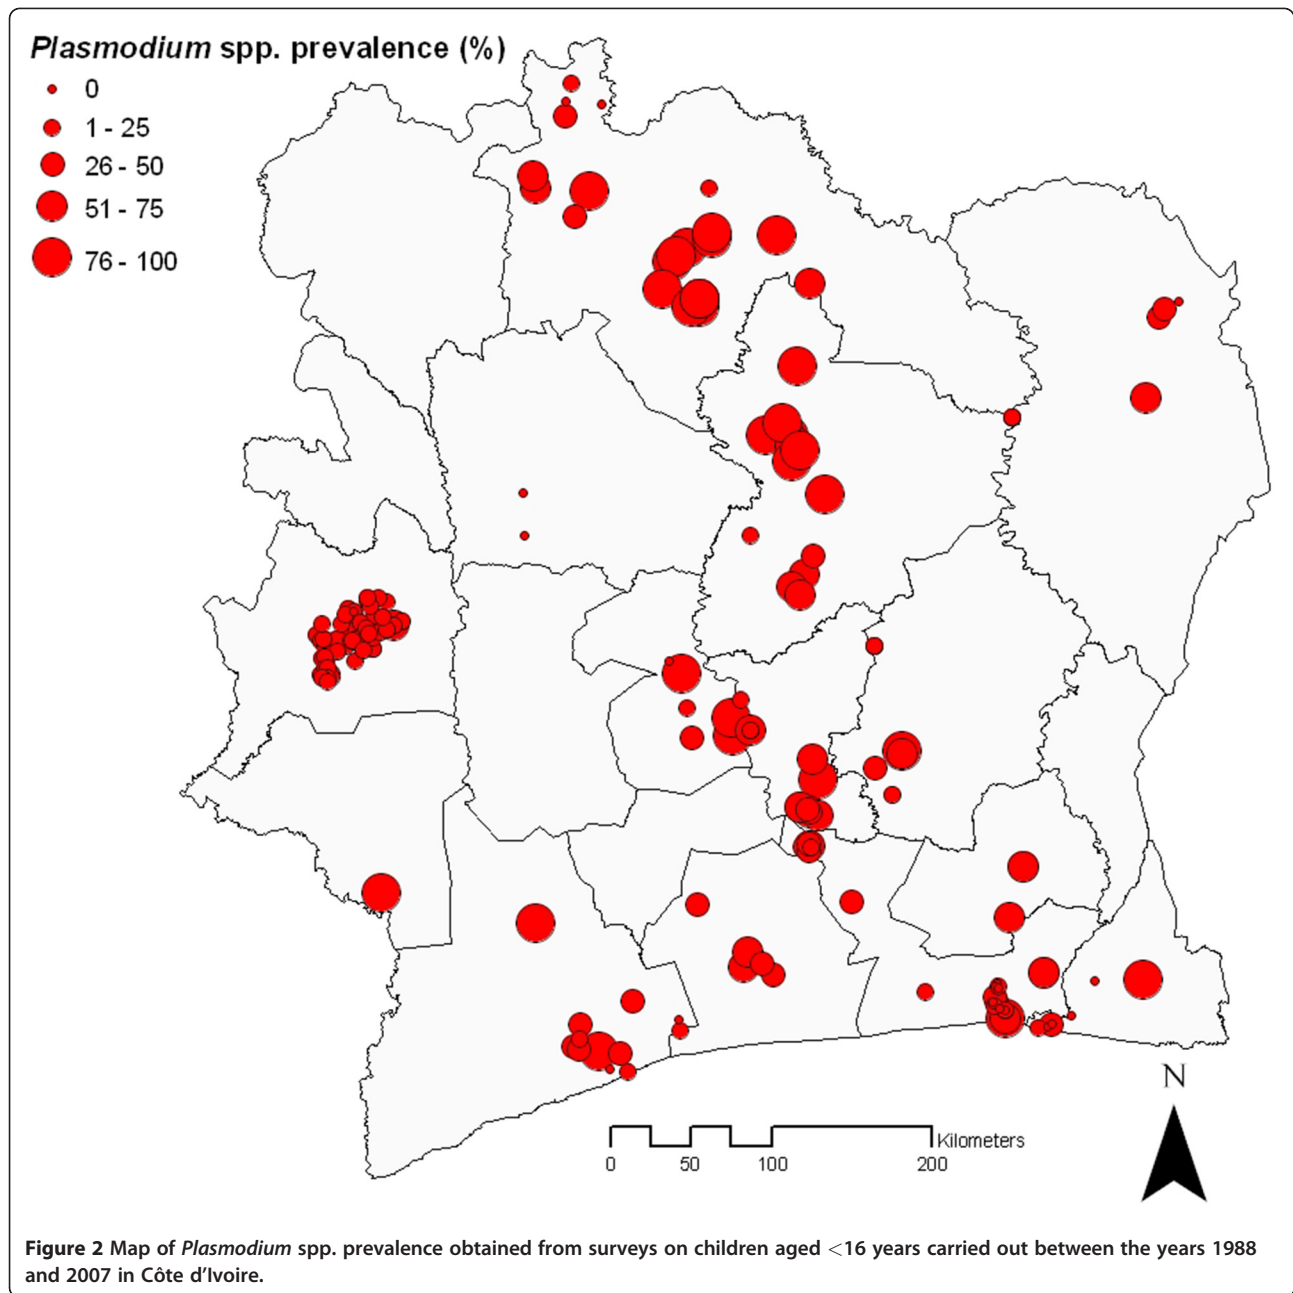 Plasmodium spp. prevalence (%)
0
1 - 25
26 - 50
51 - 75
76 - 100
N
Kilometers
0 50 100 200
Figure 2 Map of Plasmodium spp. prevalence obtained from surveys on children aged <16 years carried out between the years 1988
and 2007 in Côte d'Ivoire.